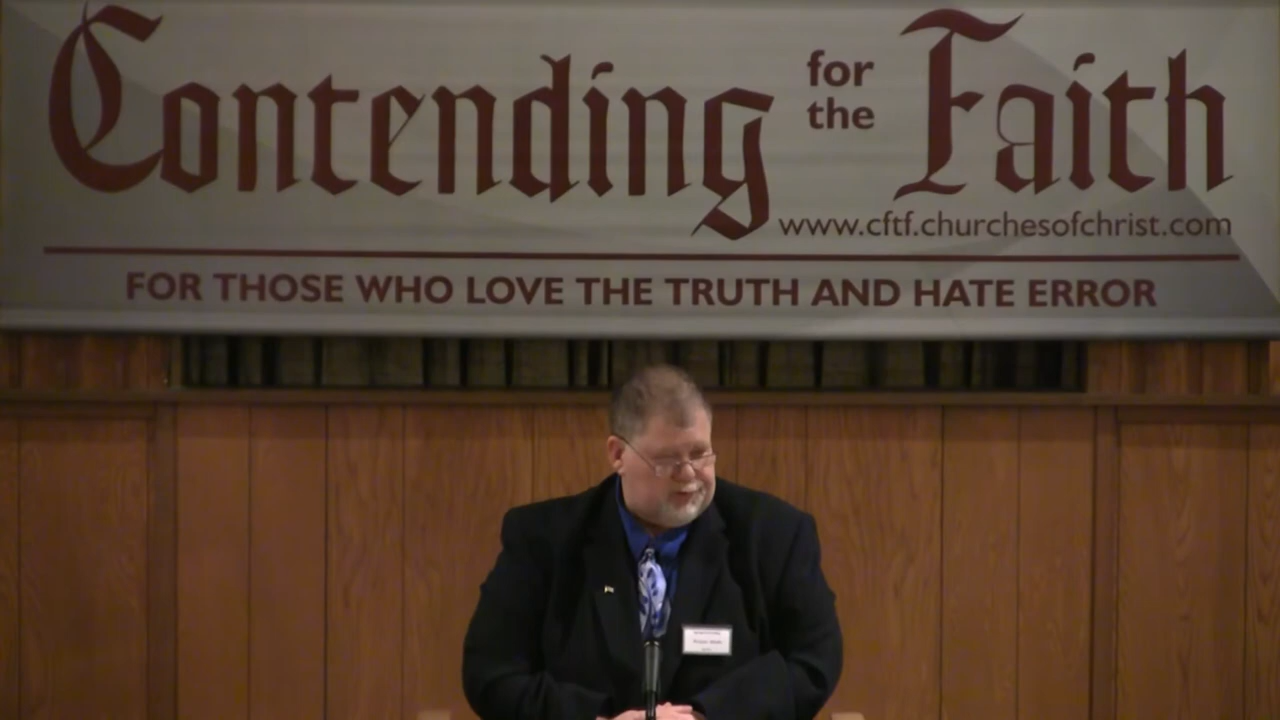 Contending for the Faith
www.cftf.churchesofchrist.com
FOR THOSE WHO LOVE THE TRUTH AND HATE ERROR